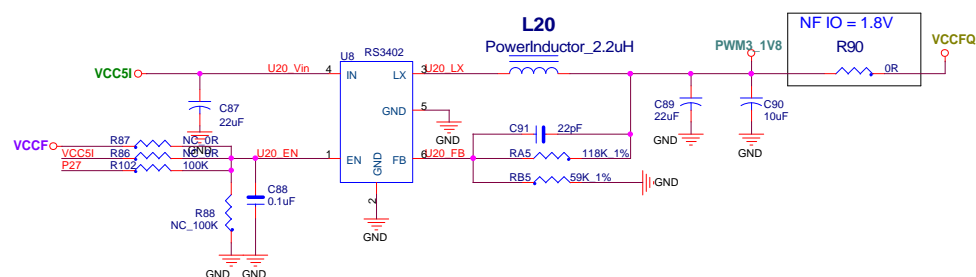 L20
PowerInductor_2.2uH
NF IO = 1.8V
R90
0R
PWM3_1V8
VCCFQ
U8
RS3402
VCC5I
U20_Vin
4
IN
LX
3
U20_LX
C87
22uF
GND
GND
5
GND
C89
22uF
GND
C90
10uF
GND
C91
22pF
VCCF
R87
NC_0R
VCC5I
R86
NC_0R
P27
R102
100K
U20_EN
1
EN
GND
2
FB
6
U20_FB
RA5
118K_1%
RB5
59K_1%
GND
R88
NC_100K
C88
0.1uF
GND
GND
GND